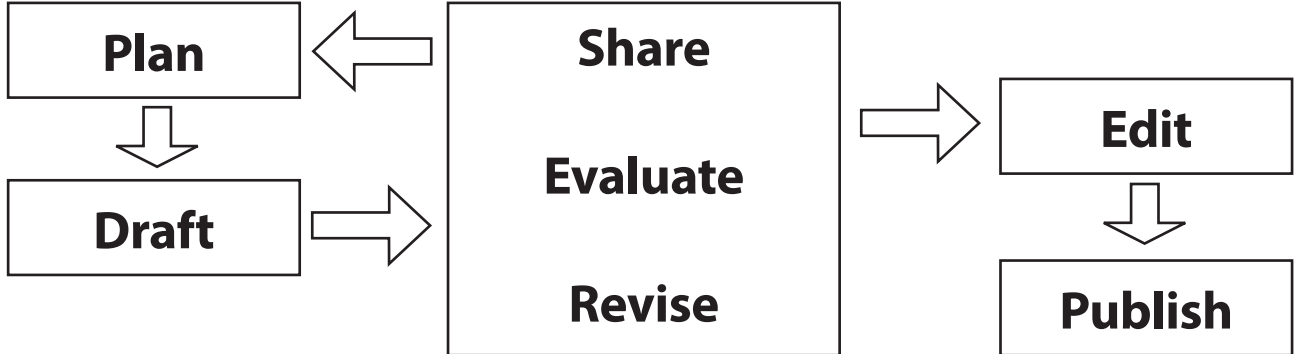 Plan
Draft
Share
Evaluate
Revise
Edit
Publish